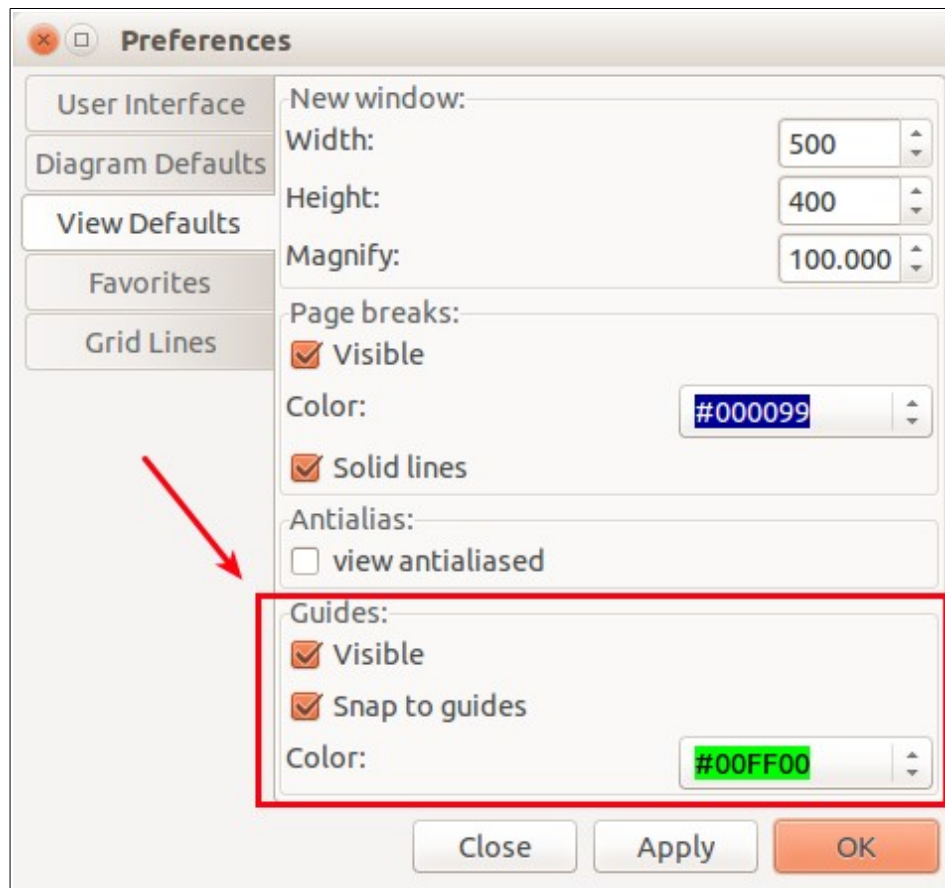 Preferences
User Interface
Diagram Defaults
View Defaults
Favorites
Grid Lines
New window:
Width: 500
Height: 400
Magnify: 100.000
Page breaks:
Visible
Color: #000099
Solid lines
Antialias:
view antialiased
Guides:
Visible
Snap to guides
Color: #00FF00
Close Apply OK